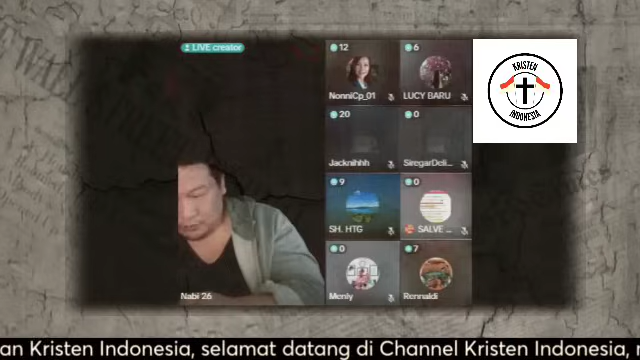 LIVE creator
12
6
NonniCp_01
LUCY BARU
20
0
Jacknihhh
SiregarDeli...
9
0
SH. HTG
SALVE ...
0
7
Nabi 26
Menly
Rennaldi
KRISTEN
INDONESIA
an Kristen Indonesia, selamat datang di Channel Kristen Indonesia,